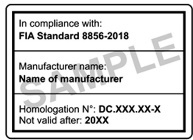 In compliance with:
FIA Standard 8856-2018
Manufacturer name:
Name of manufacturer
Homologation N°: DC.XXX.XX-X
Not valid after: 20XX
SAMPLE